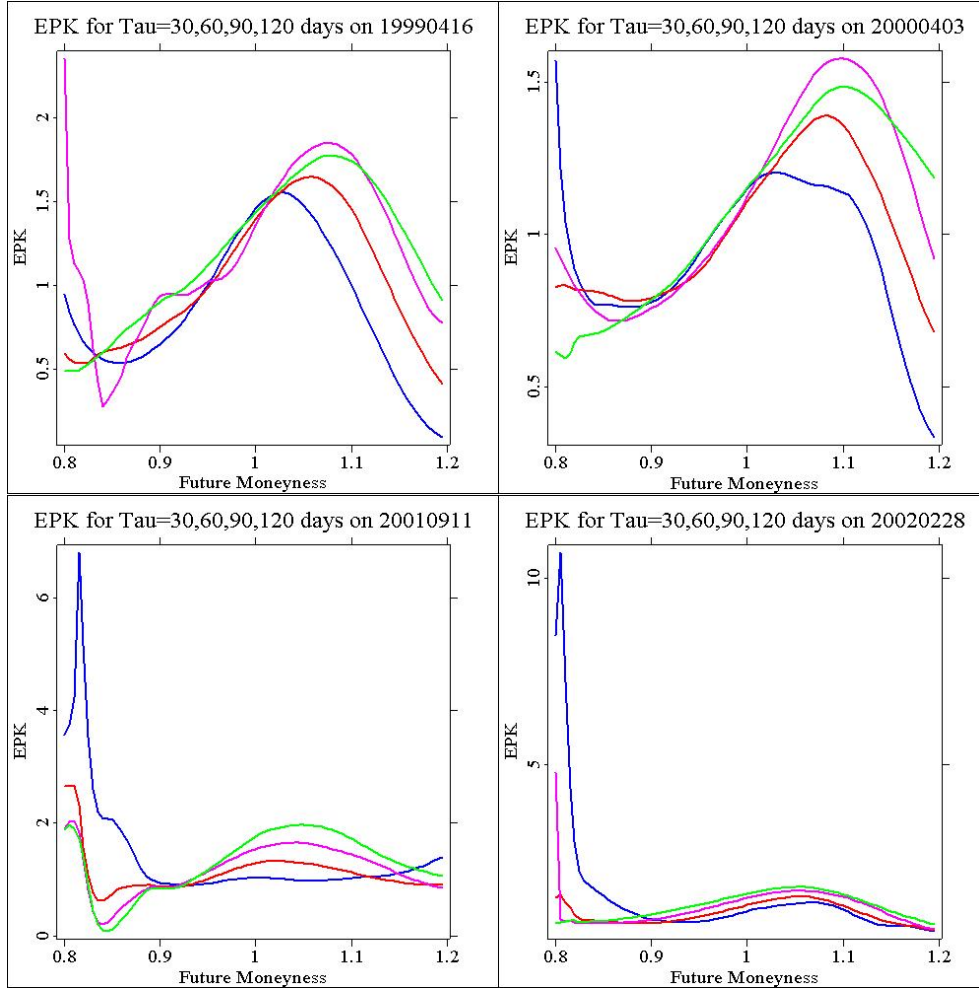 EPK for Tau=30,60,90,120 days on 19990416
EPK
2
1.5
1
0.5
0.8 0.9 1 1.1 1.2
Future Moneyness
EPK for Tau=30,60,90,120 days on 20000403
EPK
1.5
1
0.5
0.8 0.9 1 1.1 1.2
Future Moneyness
EPK for Tau=30,60,90,120 days on 20010911
EPK
6
4
2
0
0.8 0.9 1 1.1 1.2
Future Moneyness
EPK for Tau=30,60,90,120 days on 20020228
EPK
10
5
0.8 0.9 1 1.1 1.2
Future Moneyness